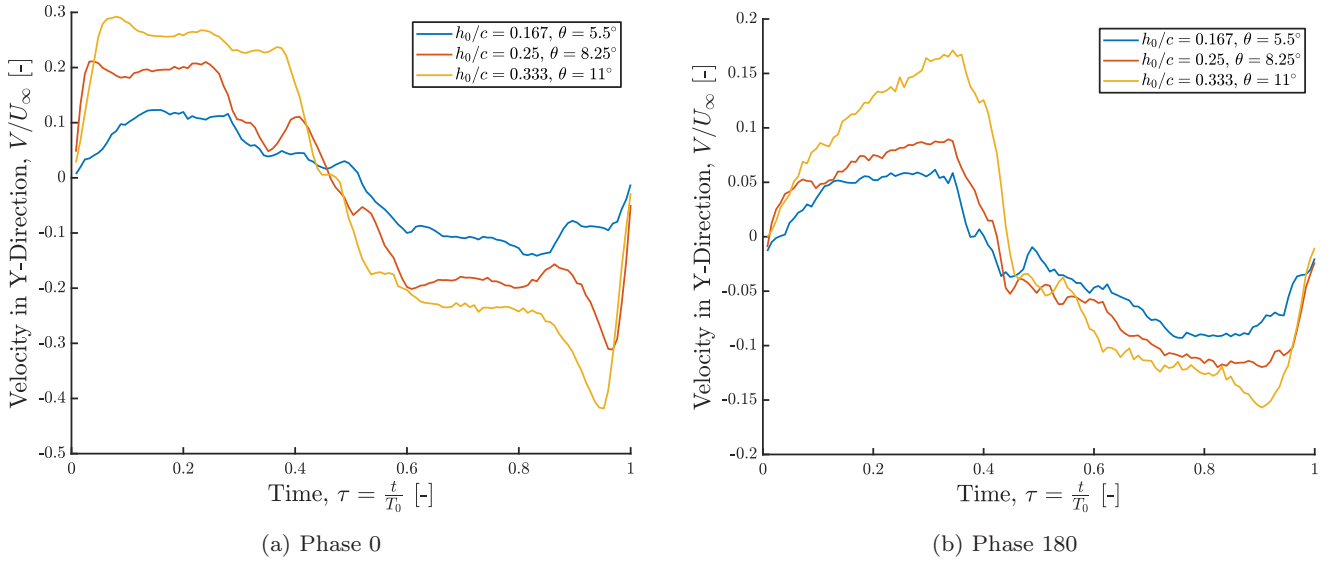 0.3
0.2
0.1
0
-0.1
-0.2
-0.3
-0.4
-0.5
Velocity in Y-Direction, V/U∞ [-]
h₀/c = 0.167, θ = 5.5°
h₀/c = 0.25, θ = 8.25°
h₀/c = 0.333, θ = 11°
0 0.2 0.4 0.6 0.8 1
Time, τ = t/T₀ [-]
(a) Phase 0
0.2
0.15
0.1
0.05
0
-0.05
-0.1
-0.15
-0.2
Velocity in Y-Direction, V/U∞ [-]
h₀/c = 0.167, θ = 5.5°
h₀/c = 0.25, θ = 8.25°
h₀/c = 0.333, θ = 11°
0 0.2 0.4 0.6 0.8 1
Time, τ = t/T₀ [-]
(b) Phase 180